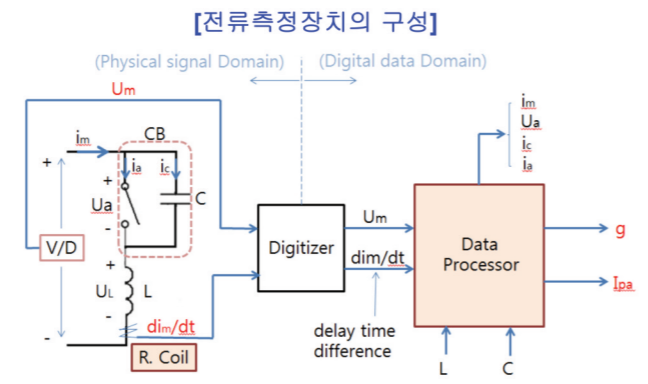 [전류측정장치의 구성]
(Physical signal Domain)
(Digital data Domain)
Um
im
CB
ia
ic
+
+
Ua
-
C
V/D
+
UL
L
-
-
dim/dt
R. Coil
Digitizer
Um
dim/dt
delay time
difference
Data
Processor
im
Ua
ic
ia
g
Ipa
L
C